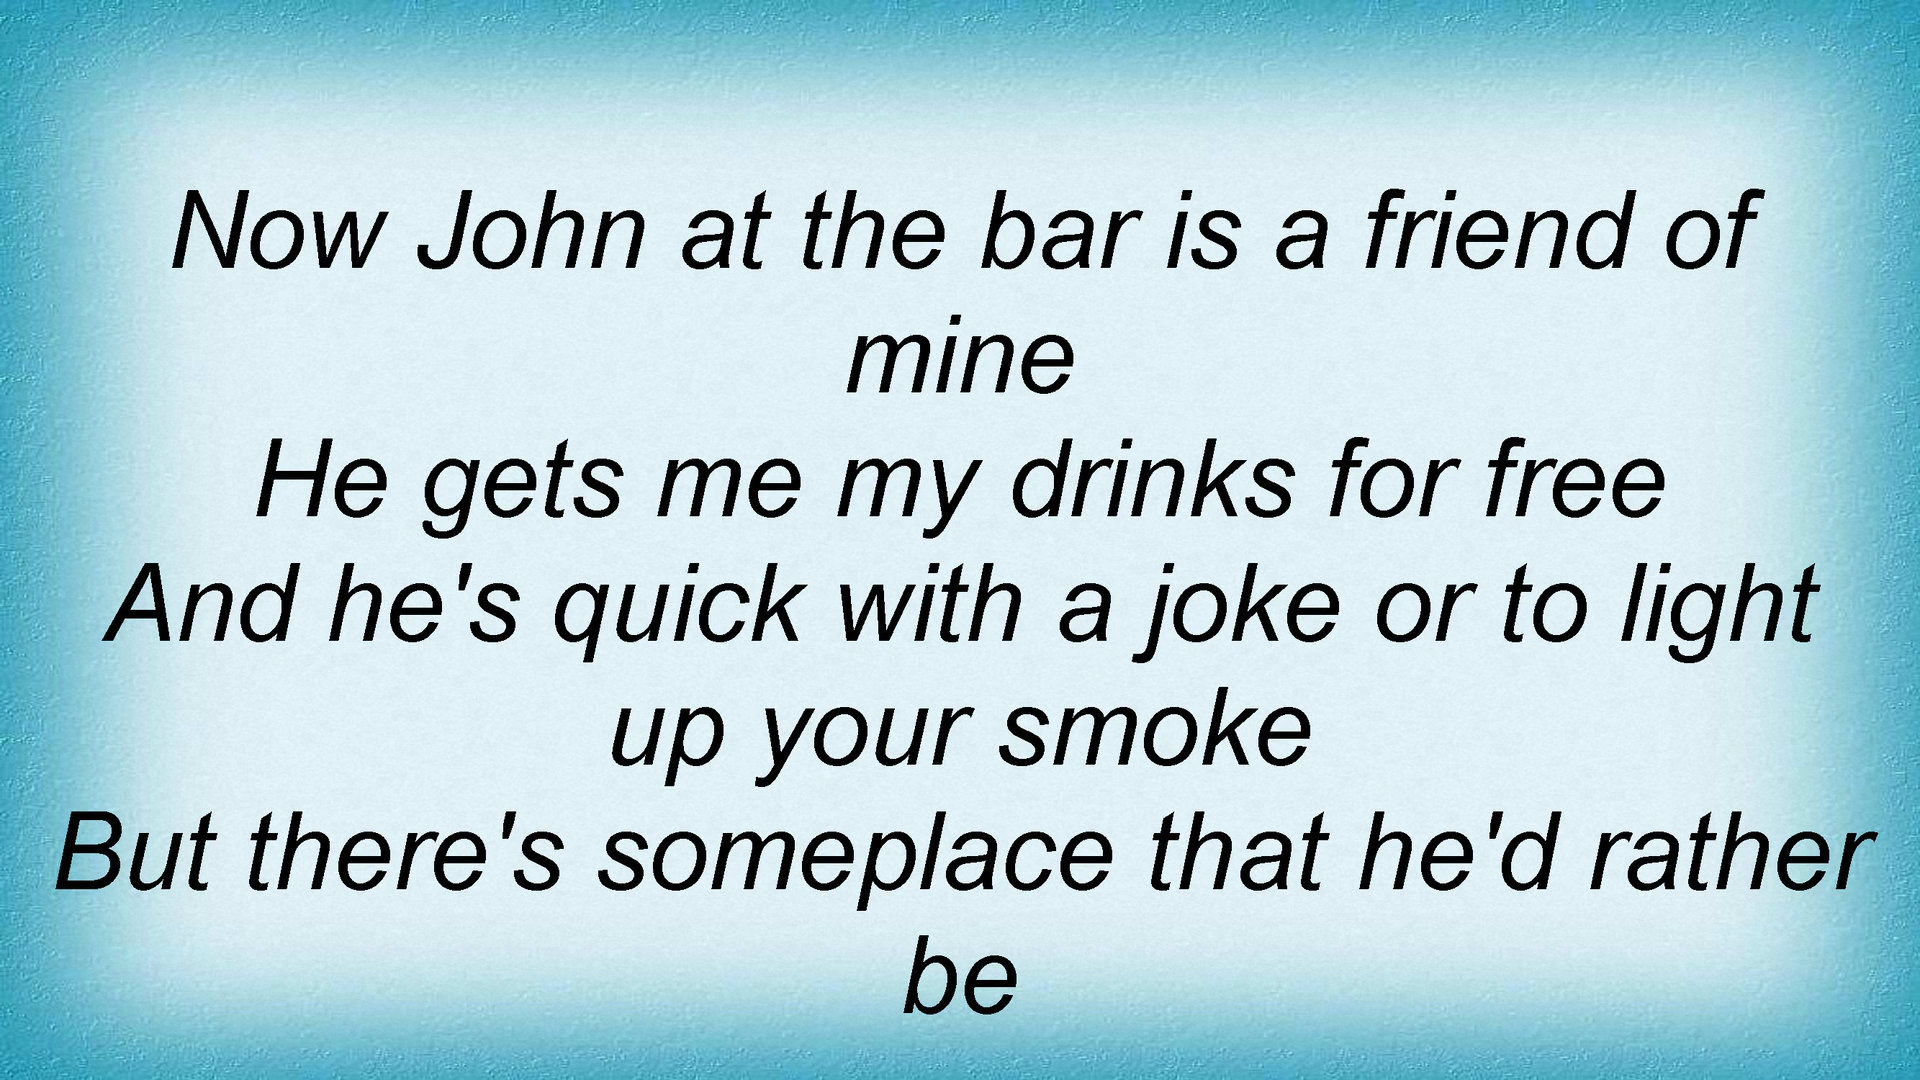 Now John at the bar is a friend of
mine
He gets me my drinks for free
And he's quick with a joke or to light
up your smoke
But there's someplace that he'd rather
be